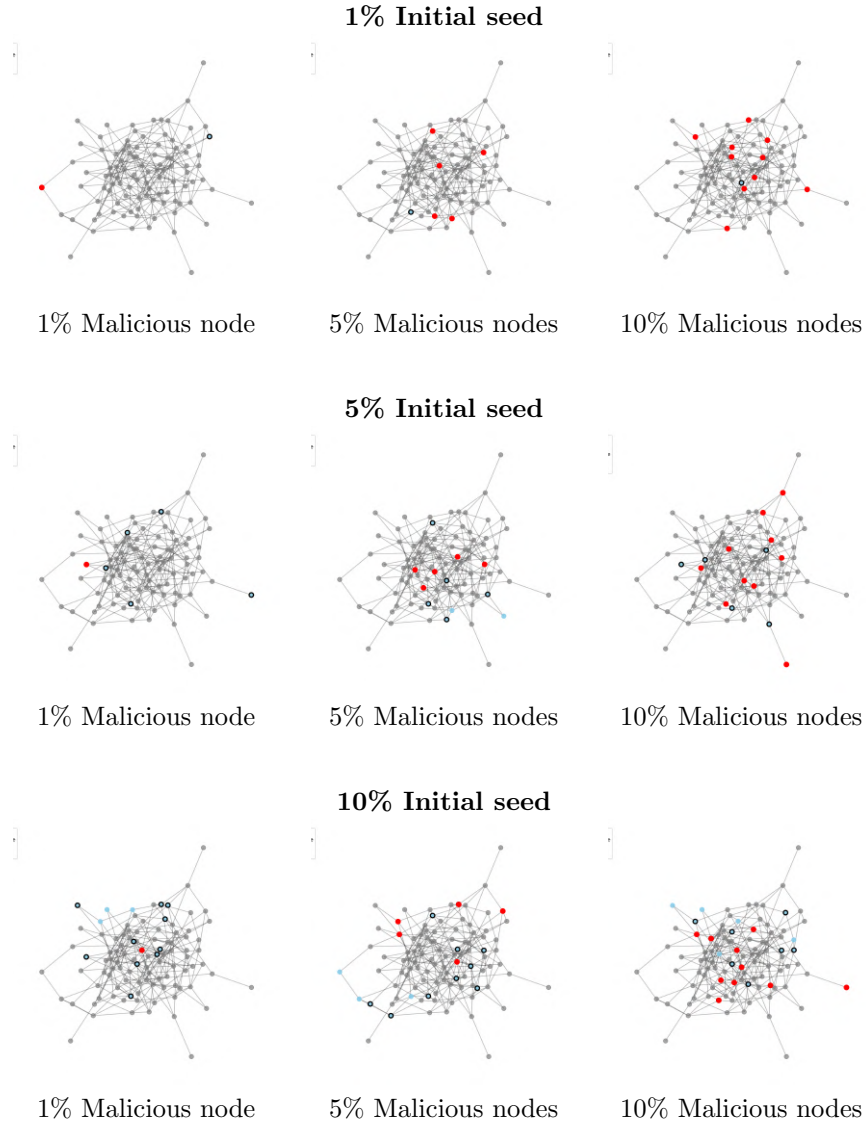 1% Initial seed
1% Malicious node 5% Malicious nodes 10% Malicious nodes
5% Initial seed
1% Malicious node 5% Malicious nodes 10% Malicious nodes
10% Initial seed
1% Malicious node 5% Malicious nodes 10% Malicious nodes